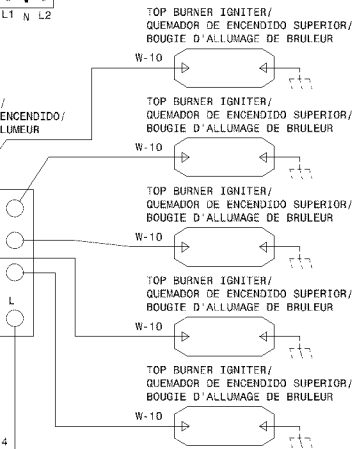 L1 N L2
TOP BURNER IGNITER/
QUEMADOR DE ENCENDIDO SUPERIOR/
BOUGIE D'ALLUMAGE DE BRULEUR
W-10
/
ENCENDIDO/
LUMEUR
TOP BURNER IGNITER/
QUEMADOR DE ENCENDIDO SUPERIOR/
BOUGIE D'ALLUMAGE DE BRULEUR
W-10
TOP BURNER IGNITER/
QUEMADOR DE ENCENDIDO SUPERIOR/
BOUGIE D'ALLUMAGE DE BRULEUR
W-10
TOP BURNER IGNITER/
QUEMADOR DE ENCENDIDO SUPERIOR/
BOUGIE D'ALLUMAGE DE BRULEUR
L
W-10
TOP BURNER IGNITER/
QUEMADOR DE ENCENDIDO SUPERIOR/
BOUGIE D'ALLUMAGE DE BRULEUR
W-10
4